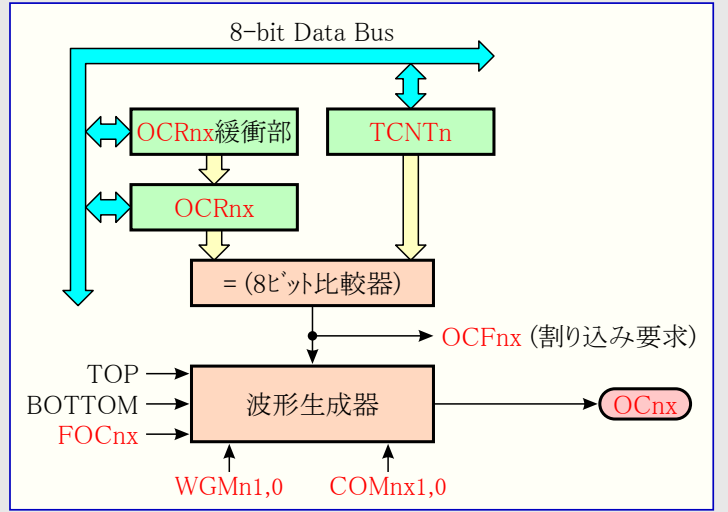 8-bit Data Bus
OCRnx緩衝部
TCNTn
OCRnx
= (8ﾋﾞｯﾄ比較器)
OCFnx (割り込み要求)
TOP
BOTTOM
FOCnx
波形生成器
OCnx
WGMn1,0
COMnx1,0